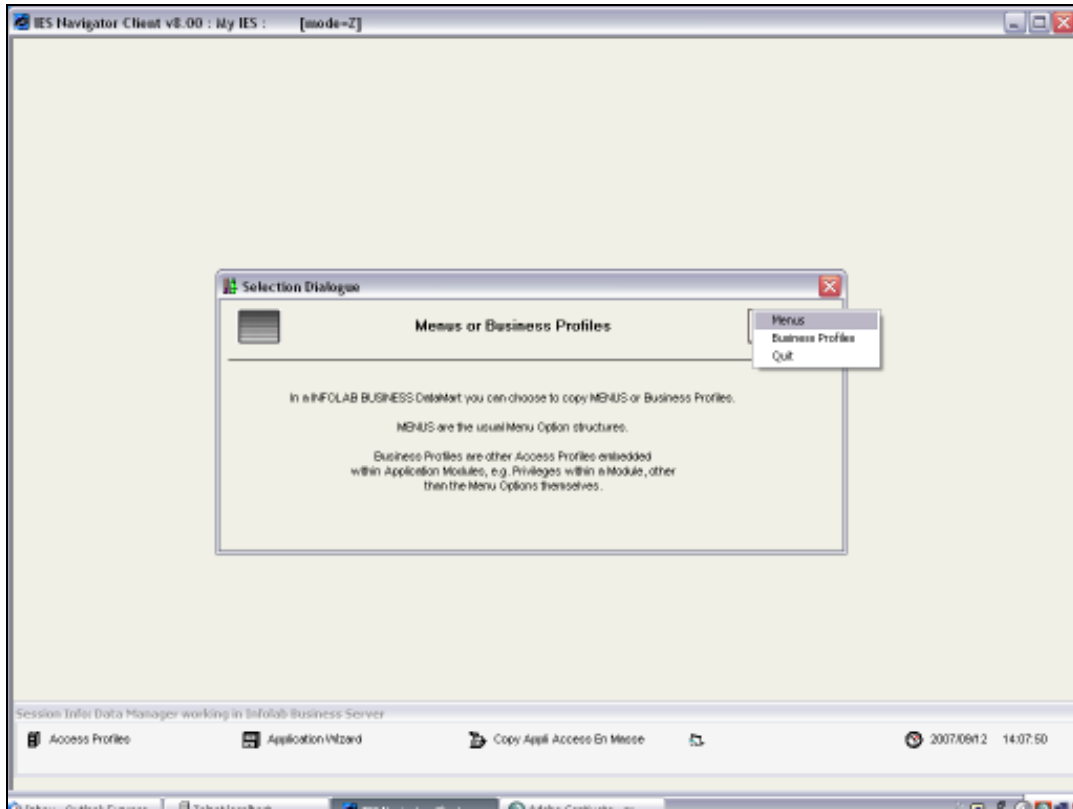 IES Navigator Client v8.00 : My IES : [mode=Z]
Selection Dialogue
Menus or Business Profiles
Menus
Business Profiles
Quit
In a INFOLAB BUSINESS DataMart you can choose to copy MENUS or Business Profiles.
MENUS are the usual Menu Option structures.
Business Profiles are other Access Profiles embedded
within Application Modules, e.g. Privileges within a Module, other
than the Menu Options themselves.
Session Info: Data Manager working in Infolab Business Server
Access Profiles
Application Wizard
Copy Appli Access En Masse
2007/09/12 14:07:50
Outlook Express